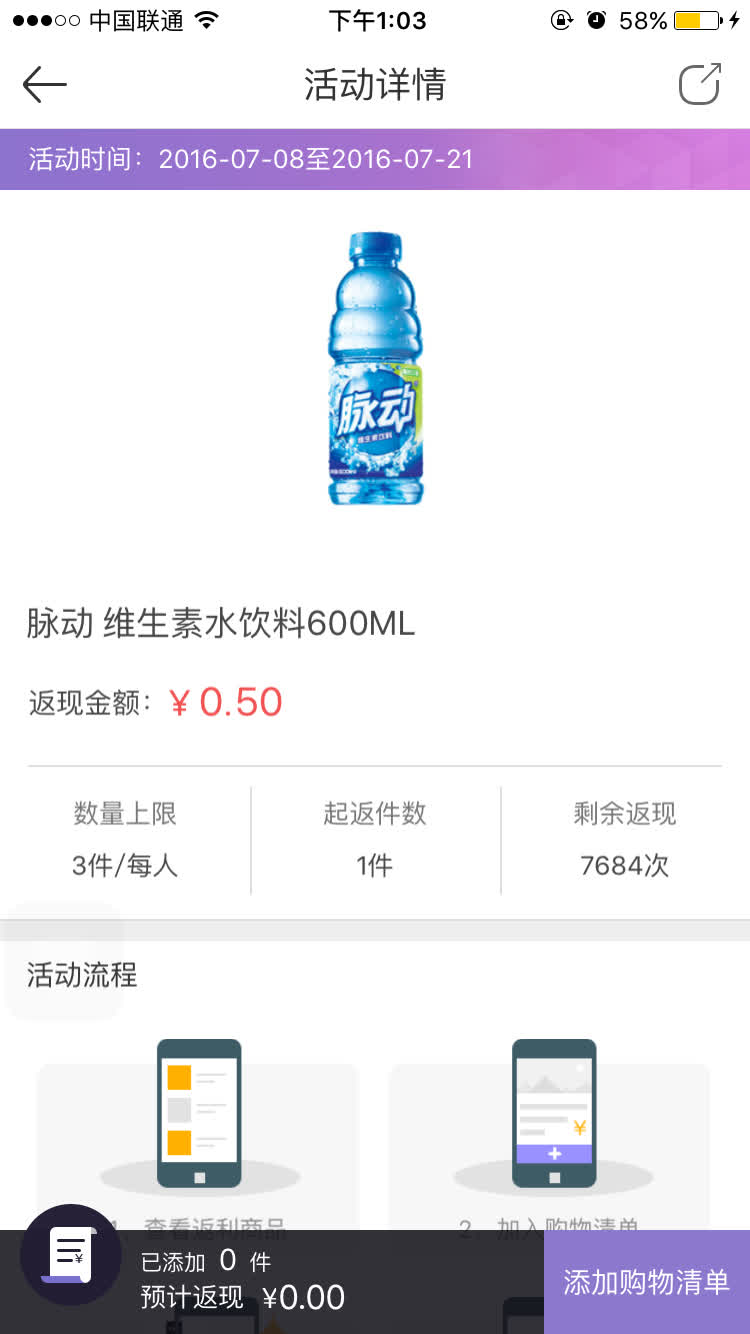 中国联通
下午1:03
58%
活动详情
活动时间：2016-07-08至2016-07-21
脉动
维生素饮料
脉动 维生素水饮料600ML
返现金额：¥0.50
数量上限
起返件数
剩余返现
3件/每人
1件
7684次
活动流程
¥
1、查看返利商品
2、加入购物清单
¥
已添加 0 件
预计返现 ¥0.00
添加购物清单